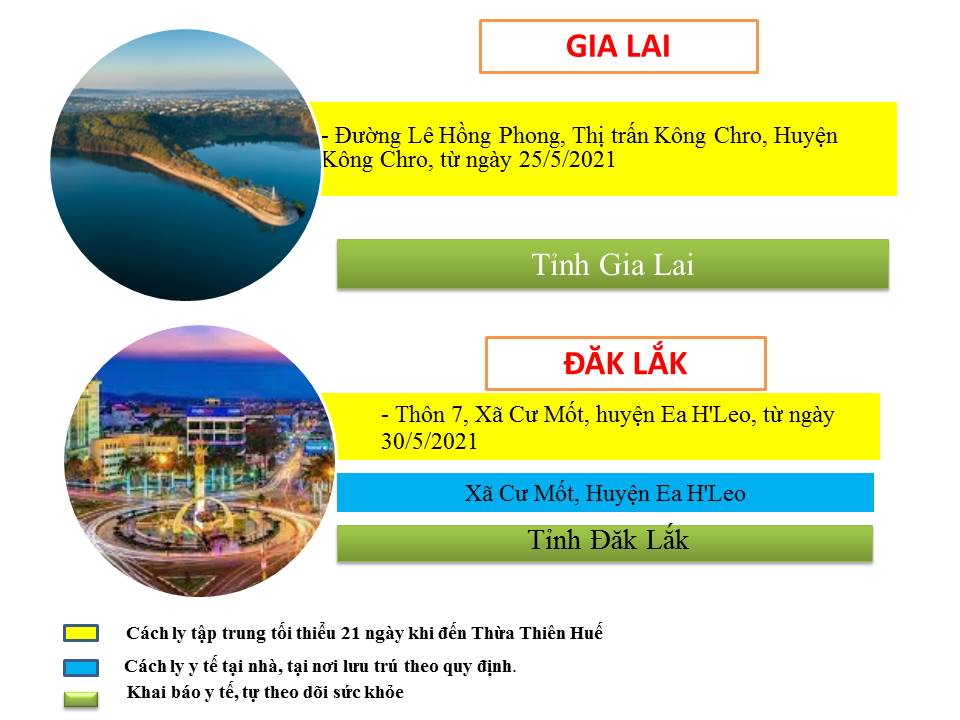 GIA LAI
- Đường Lê Hồng Phong, Thị trấn Kông Chro, Huyện
Kông Chro, từ ngày 25/5/2021
Tỉnh Gia Lai
ĐĂK LẮK
- Thôn 7, Xã Cư Mốt, huyện Ea H'Leo, từ ngày
30/5/2021
Xã Cư Mốt, Huyện Ea H'Leo
Tỉnh Đăk Lắk
Cách ly tập trung tối thiểu 21 ngày khi đến Thừa Thiên Huế
Cách ly y tế tại nhà, tại nơi lưu trú theo quy định.
Khai báo y tế, tự theo dõi sức khỏe